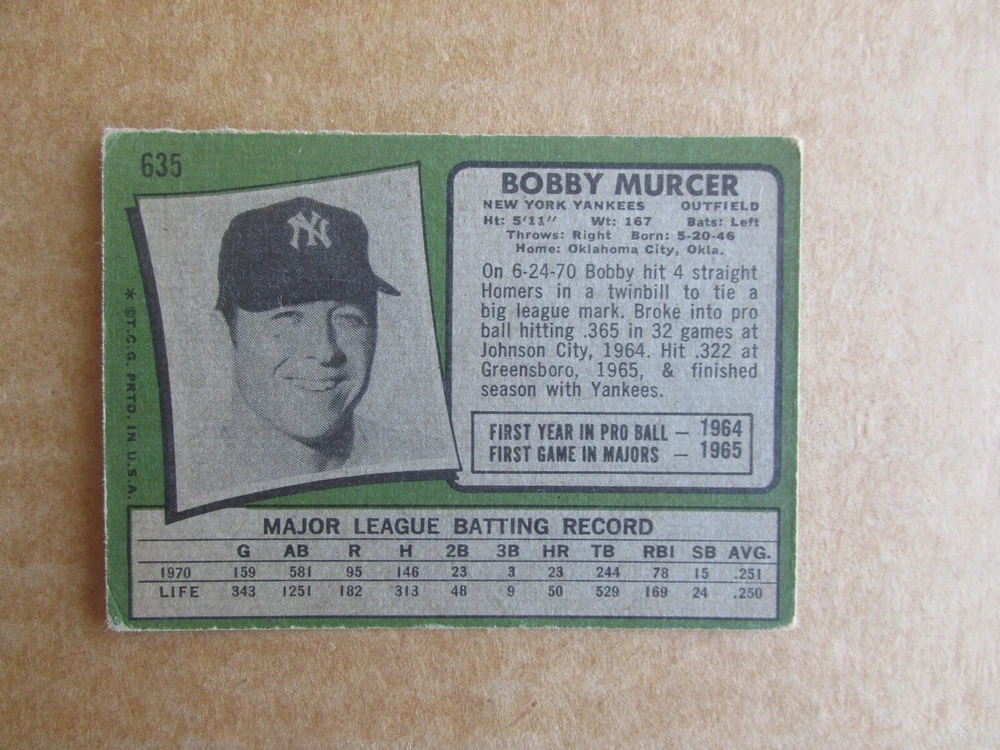 635
NY
* ©T.C.G. PRTD. IN U.S.A.
BOBBY MURCER
NEW YORK YANKEES OUTFIELD
Ht: 5'11" Wt: 167 Bats: Left
Throws: Right Born: 5-20-46
Home: Oklahoma City, Okla.
On 6-24-70 Bobby hit 4 straight
Homers in a twinbill to tie a
big league mark. Broke into pro
ball hitting .365 in 32 games at
Johnson City, 1964. Hit .322 at
Greensboro, 1965, & finished
season with Yankees.
FIRST YEAR IN PRO BALL — 1964
FIRST GAME IN MAJORS — 1965
MAJOR LEAGUE BATTING RECORD
G AB R H 2B 3B HR TB RBI SB AVG.
1970 159 581 95 146 23 3 23 244 78 15 .251
LIFE 343 1251 182 313 48 9 50 529 169 24 .250